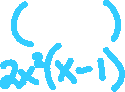 (      )
2x²(x-1)